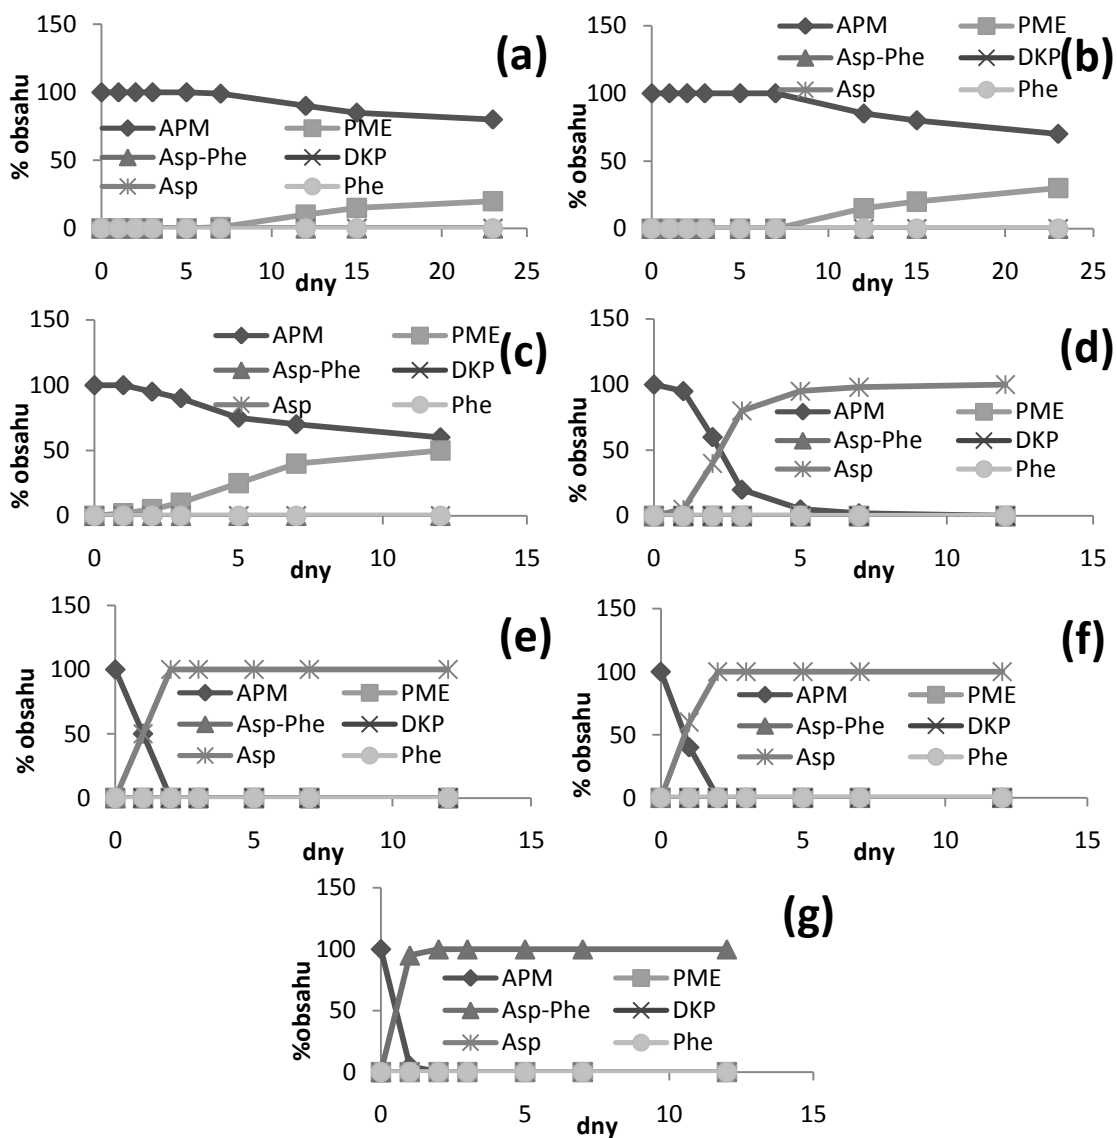 (a)
150
100
50
0
% obsahu
APM PME
Asp-Phe DKP
Asp Phe
0 5 10 15 20 25
dny
(b)
150
100
50
0
% obsahu
APM PME
Asp-Phe DKP
Asp Phe
0 5 10 15 20 25
dny
(c)
150
100
50
0
% obsahu
APM PME
Asp-Phe DKP
Asp Phe
0 5 10 15
dny
(d)
150
100
50
0
% obsahu
APM PME
Asp-Phe DKP
Asp Phe
0 5 10 15
dny
(e)
150
100
50
0
% obsahu
APM PME
Asp-Phe DKP
Asp Phe
0 5 10 15
dny
(f)
150
100
50
0
% obsahu
APM PME
Asp-Phe DKP
Asp Phe
0 5 10 15
dny
(g)
150
100
50
0
%obsahu
APM PME
Asp-Phe DKP
Asp Phe
0 5 10 15
dny